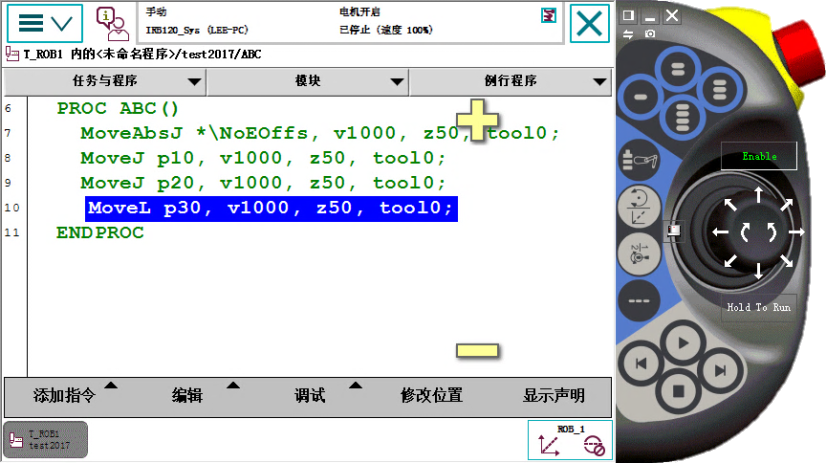 手动
电机开启
IRB120_Sys (LEE-PC)
已停止 (速度 100%)
T_ROB1 内的<未命名程序>/test2017/ABC
任务与程序
模块
例行程序
6 PROC ABC()
7 MoveAbsJ *\NoEOffs, v1000, z50, tool0;
8 MoveJ p10, v1000, z50, tool0;
9 MoveJ p20, v1000, z50, tool0;
10 MoveL p30, v1000, z50, tool0;
11 ENDPROC
添加指令
编辑
调试
修改位置
显示声明
T_ROB1
test2017
ROB_1
Enable
Hold To Run